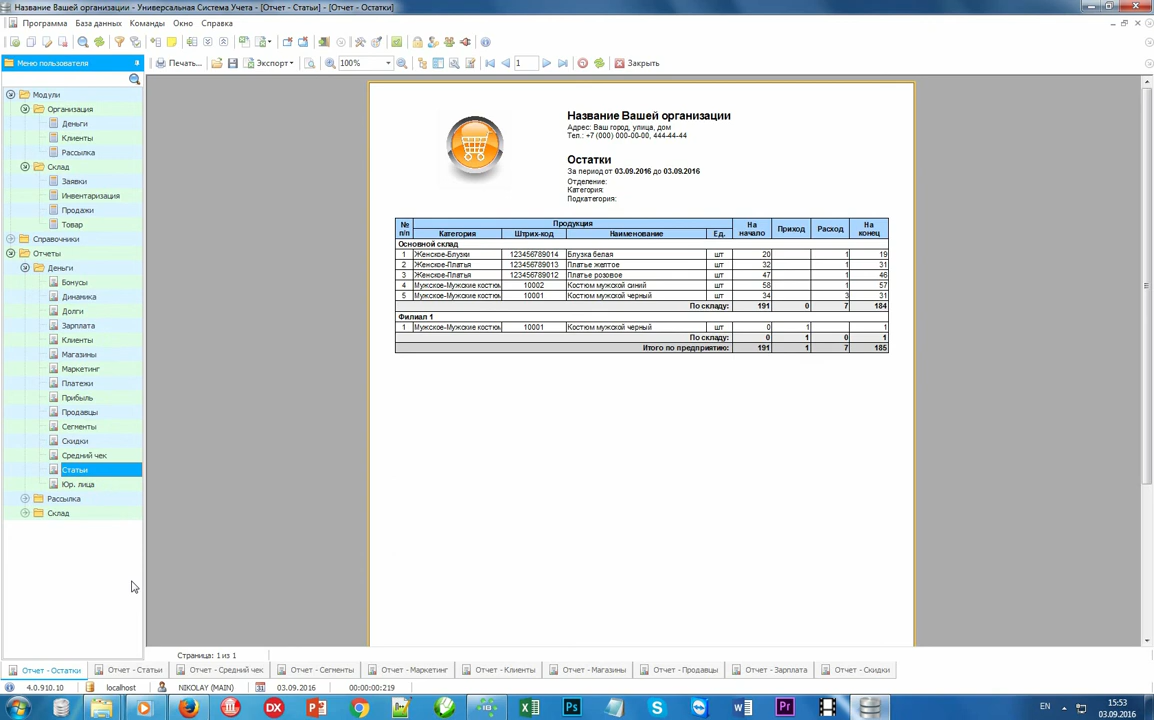 Название Вашей организации - Универсальная Система Учета - [Отчет - Статьи] - [Отчет - Остатки]
Программа База данных Команды Окно Справка
Меню пользователя
Печать... Экспорт 100% 1 Закрыть
Модули
Организация
Деньги
Клиенты
Рассылка
Склад
Заявки
Инвентаризация
Продажи
Товар
Справочники
Отчеты
Деньги
Бонусы
Динамика
Долги
Зарплата
Клиенты
Магазины
Маркетинг
Платежи
Прибыль
Продавцы
Сегменты
Скидки
Средний чек
Статьи
Юр. лица
Рассылка
Склад
Название Вашей организации
Адрес: Ваш город, улица, дом
Тел.: +7 (000) 000-00-00, 444-44-44
Остатки
За период от 03.09.2016 до 03.09.2016
Отделение:
Категория:
Подкатегория:
№ п/п Продукция На начало Приход Расход На конец
Категория Штрих-код Наименование Ед.
Основной склад
1 Женское-Блузки 123456789014 Блузка белая шт 20 1 19
2 Женское-Платья 123456789013 Платье желтое шт 32 1 31
3 Женское-Платья 123456789012 Платье розовое шт 47 1 46
4 Мужское-Мужские костюм 10002 Костюм мужской синий шт 58 1 57
5 Мужское-Мужские костюм 10001 Костюм мужской черный шт 34 3 31
По складу: 191 0 7 184
Филиал 1
1 Мужское-Мужские костюм 10001 Костюм мужской черный шт 0 1 1
По складу: 0 1 0 1
Итого по предприятию: 191 1 7 185
Страница: 1 из 1
Отчет - Остатки Отчет - Статьи Отчет - Средний чек Отчет - Сегменты Отчет - Маркетинг Отчет - Клиенты Отчет - Магазины Отчет - Продавцы Отчет - Зарплата Отчет - Скидки
4.0.910.10 localhost NIKOLAY (MAIN) 03.09.2016 00:00:00:219
EN 15:53
03.09.2016